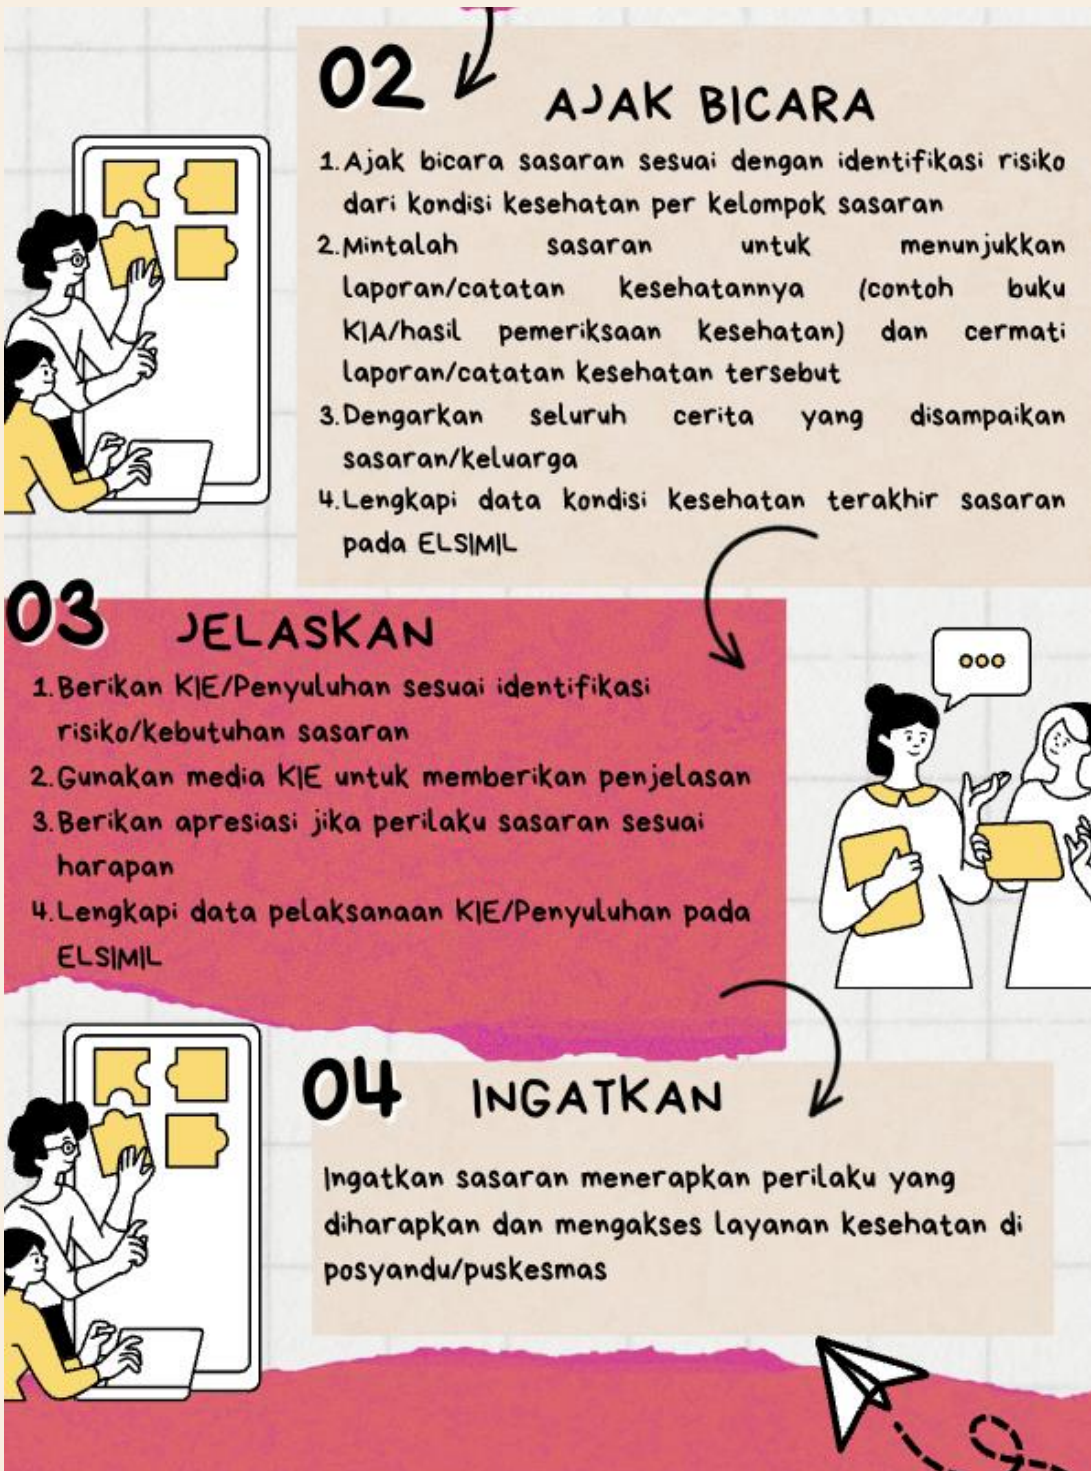 02
AJAK BICARA
1. Ajak bicara sasaran sesuai dengan identifikasi risiko
dari kondisi kesehatan per kelompok sasaran
2. Mintalah sasaran untuk menunjukkan
laporan/catatan kesehatannya (contoh buku
KIA/hasil pemeriksaan kesehatan) dan cermati
laporan/catatan kesehatan tersebut
3. Dengarkan seluruh cerita yang disampaikan
sasaran/keluarga
4. Lengkapi data kondisi kesehatan terakhir sasaran
pada ELSIMIL
03
JELASKAN
1. Berikan KIE/Penyuluhan sesuai identifikasi
risiko/kebutuhan sasaran
2. Gunakan media KIE untuk memberikan penjelasan
3. Berikan apresiasi jika perilaku sasaran sesuai
harapan
4. Lengkapi data pelaksanaan KIE/Penyuluhan pada
ELSIMIL
04
INGATKAN
Ingatkan sasaran menerapkan perilaku yang
diharapkan dan mengakses layanan kesehatan di
posyandu/puskesmas